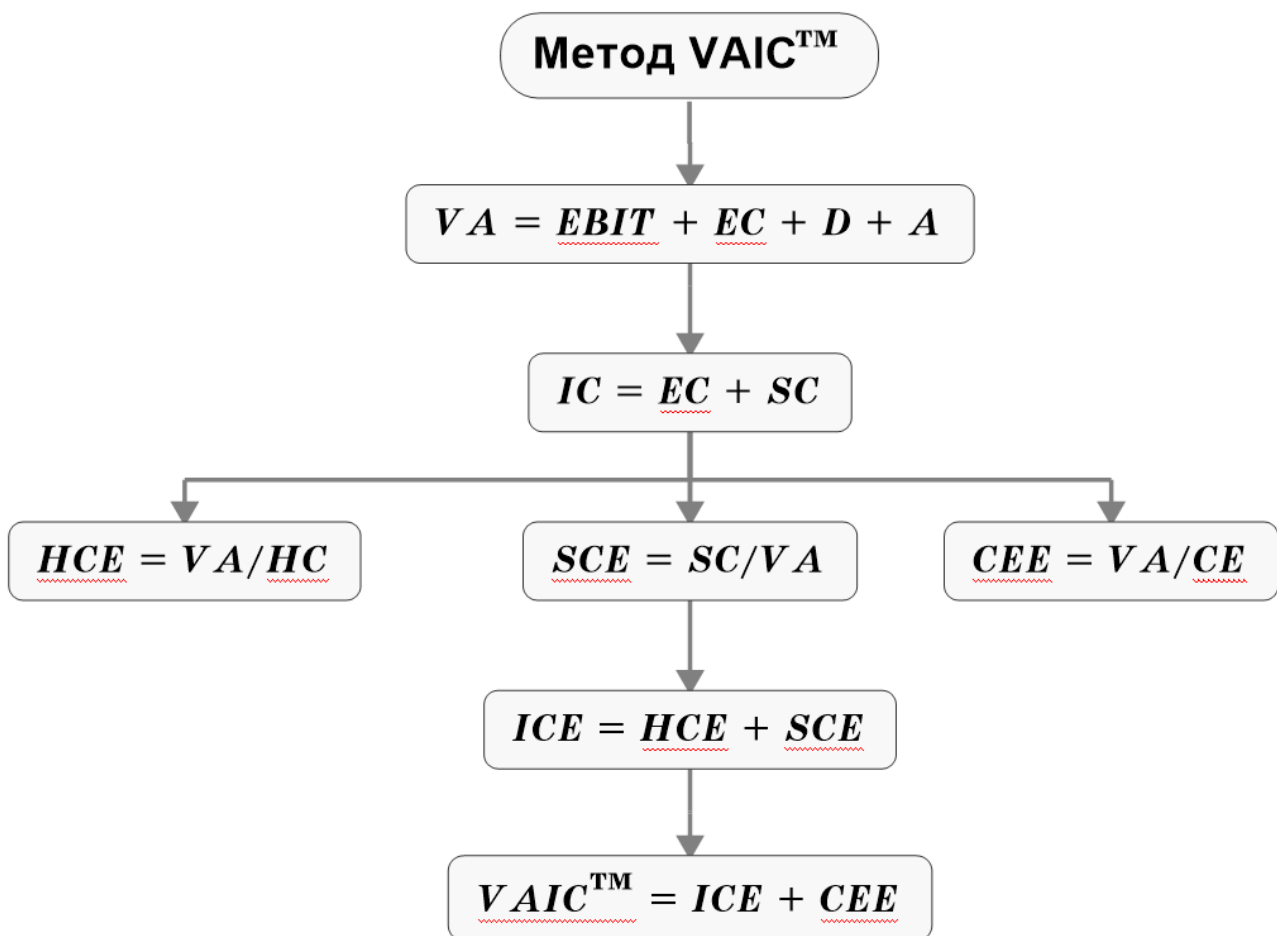 Метод VAIC™
VA = EBIT + EC + D + A
IC = EC + SC
HCE = VA/HC
SCE = SC/VA
CEE = VA/CE
ICE = HCE + SCE
VAIC™ = ICE + CEE